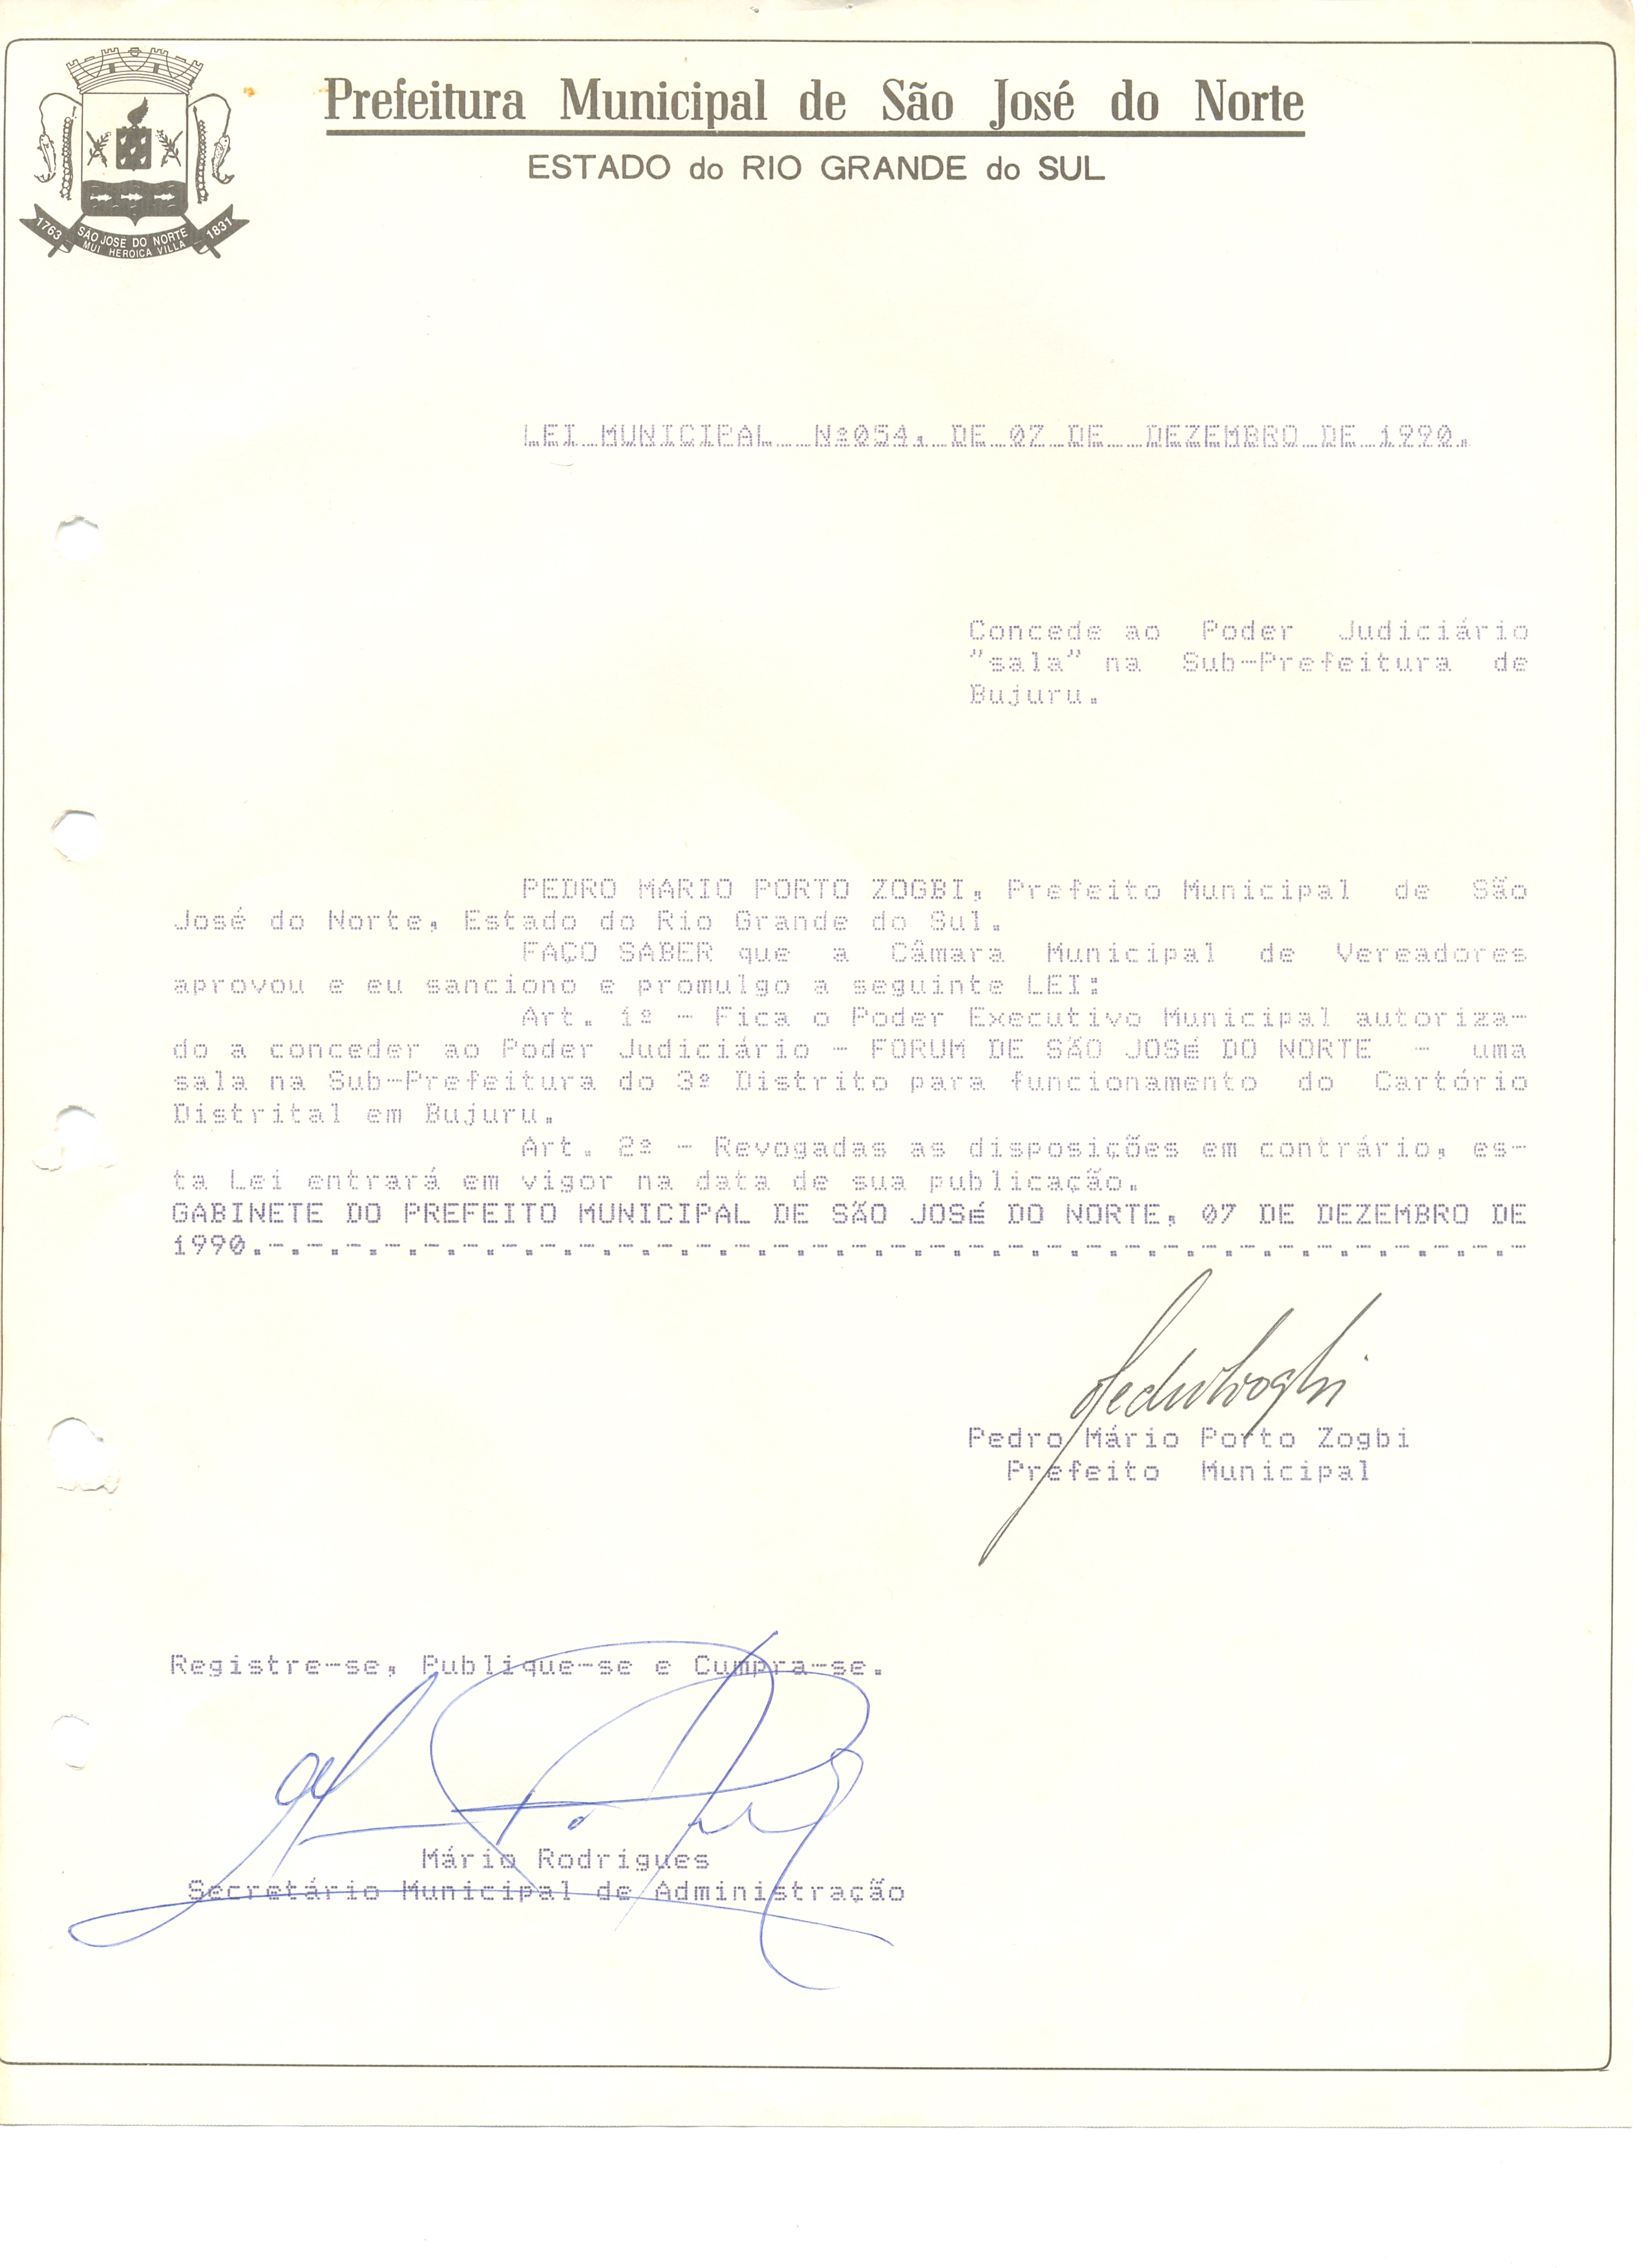 Prefeitura Municipal de São José do Norte
ESTADO do RIO GRANDE do SUL
1763
SÃO JOSE DO NORTE
1831
MUI HERÓICA VILLA
LEI MUNICIPAL Nº054, DE 07 DE DEZEMBRO DE 1990.
Concede ao Poder Judiciário
"sala" na Sub-Prefeitura de
Bujuru.
PEDRO MARIO PORTO ZOGBI, Prefeito Municipal de São
José do Norte, Estado do Rio Grande do Sul.
FAÇO SABER que a Câmara Municipal de Vereadores
aprovou e eu sanciono e promulgo a seguinte LEI:
Art. 1º - Fica o Poder Executivo Municipal autoriza-
do a conceder ao Poder Judiciário - FORUM DE SÃO JOSé DO NORTE - uma
sala na Sub-Prefeitura do 3º Distrito para funcionamento do Cartório
Distrital em Bujuru.
Art. 2º - Revogadas as disposições em contrário, es-
ta Lei entrará em vigor na data de sua publicação.
GABINETE DO PREFEITO MUNICIPAL DE SÃO JOSé DO NORTE, 07 DE DEZEMBRO DE
1990.-.-.-.-.-.-.-.-.-.-.-.-.-.-.-.-.-.-.-.-.-.-.-.-.-.-.-.-.-.-.-.-.-
Pedro Mário Porto Zogbi
Prefeito Municipal
Registre-se, Publique-se e Cumpra-se.
Mário Rodrigues
Secretário Municipal de Administração